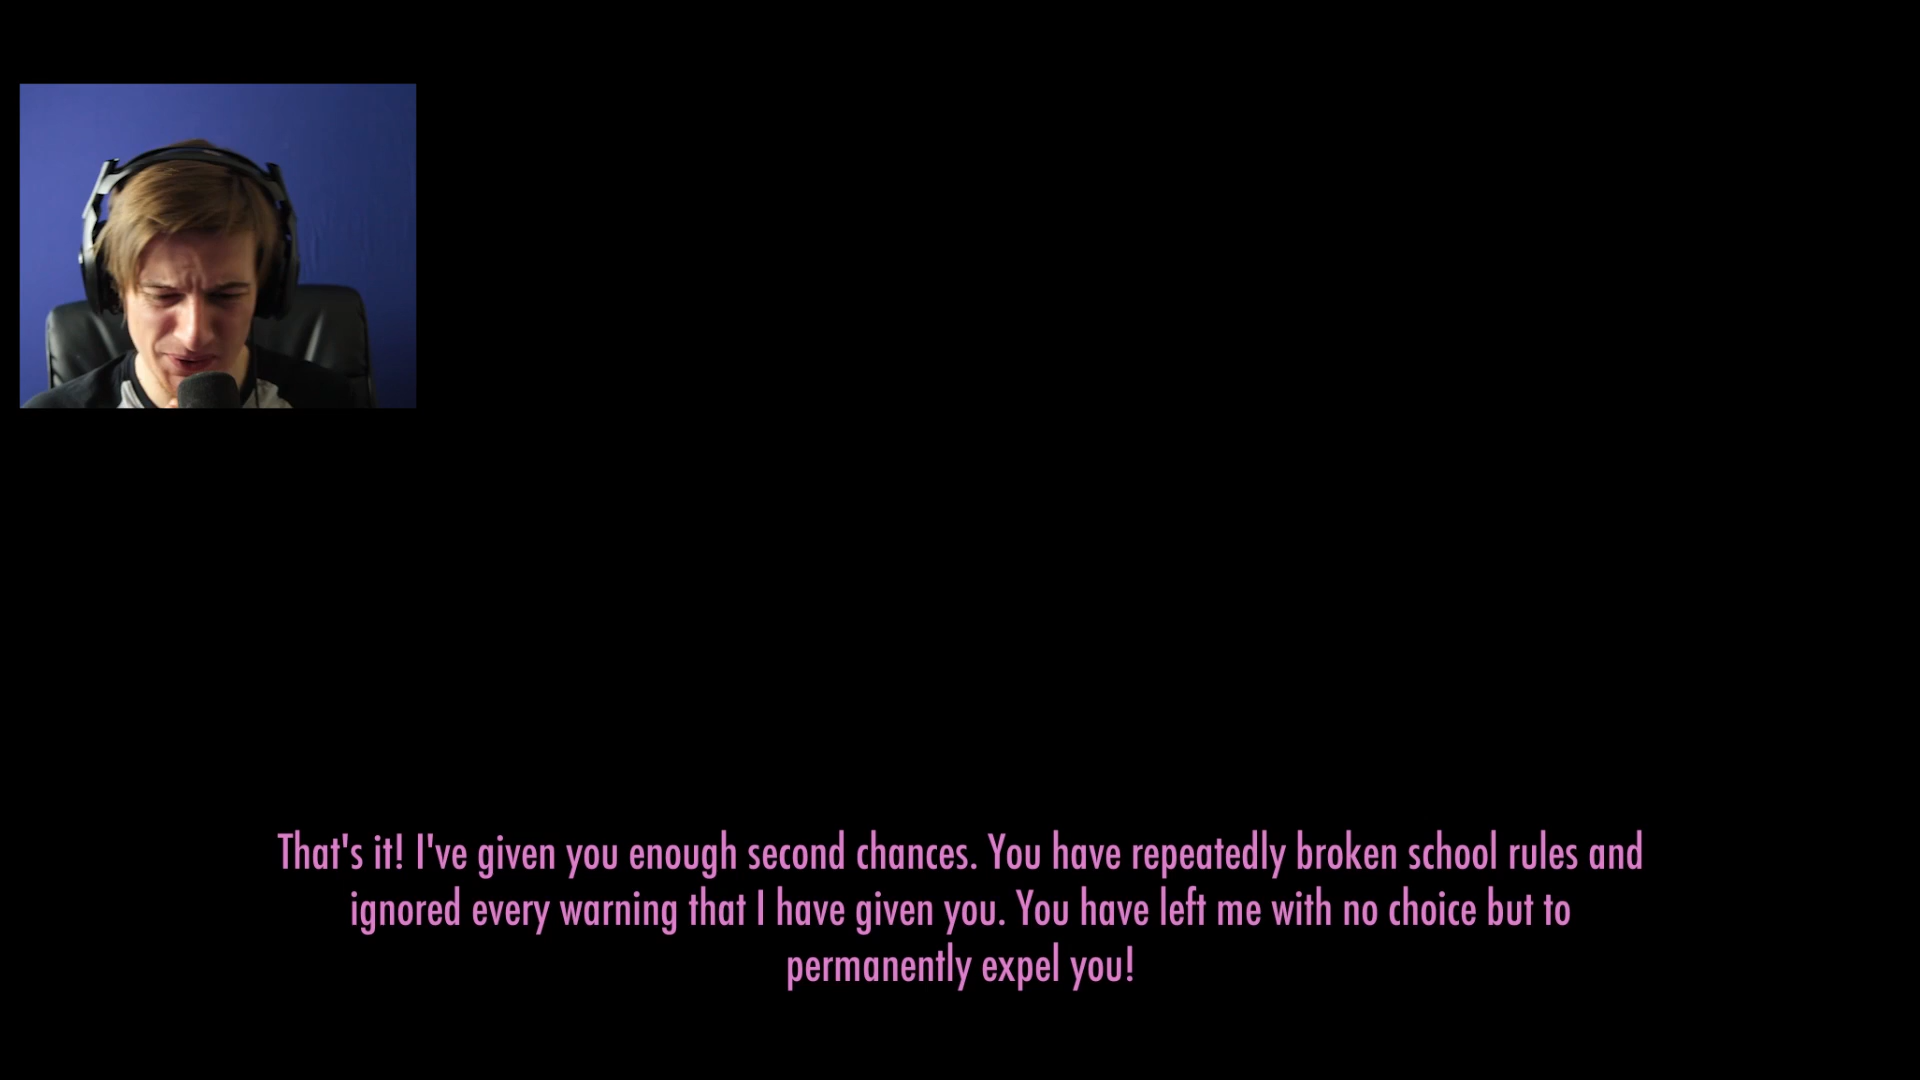 That's it! I've given you enough second chances. You have repeatedly broken school rules and
ignored every warning that I have given you. You have left me with no choice but to
permanently expel you!